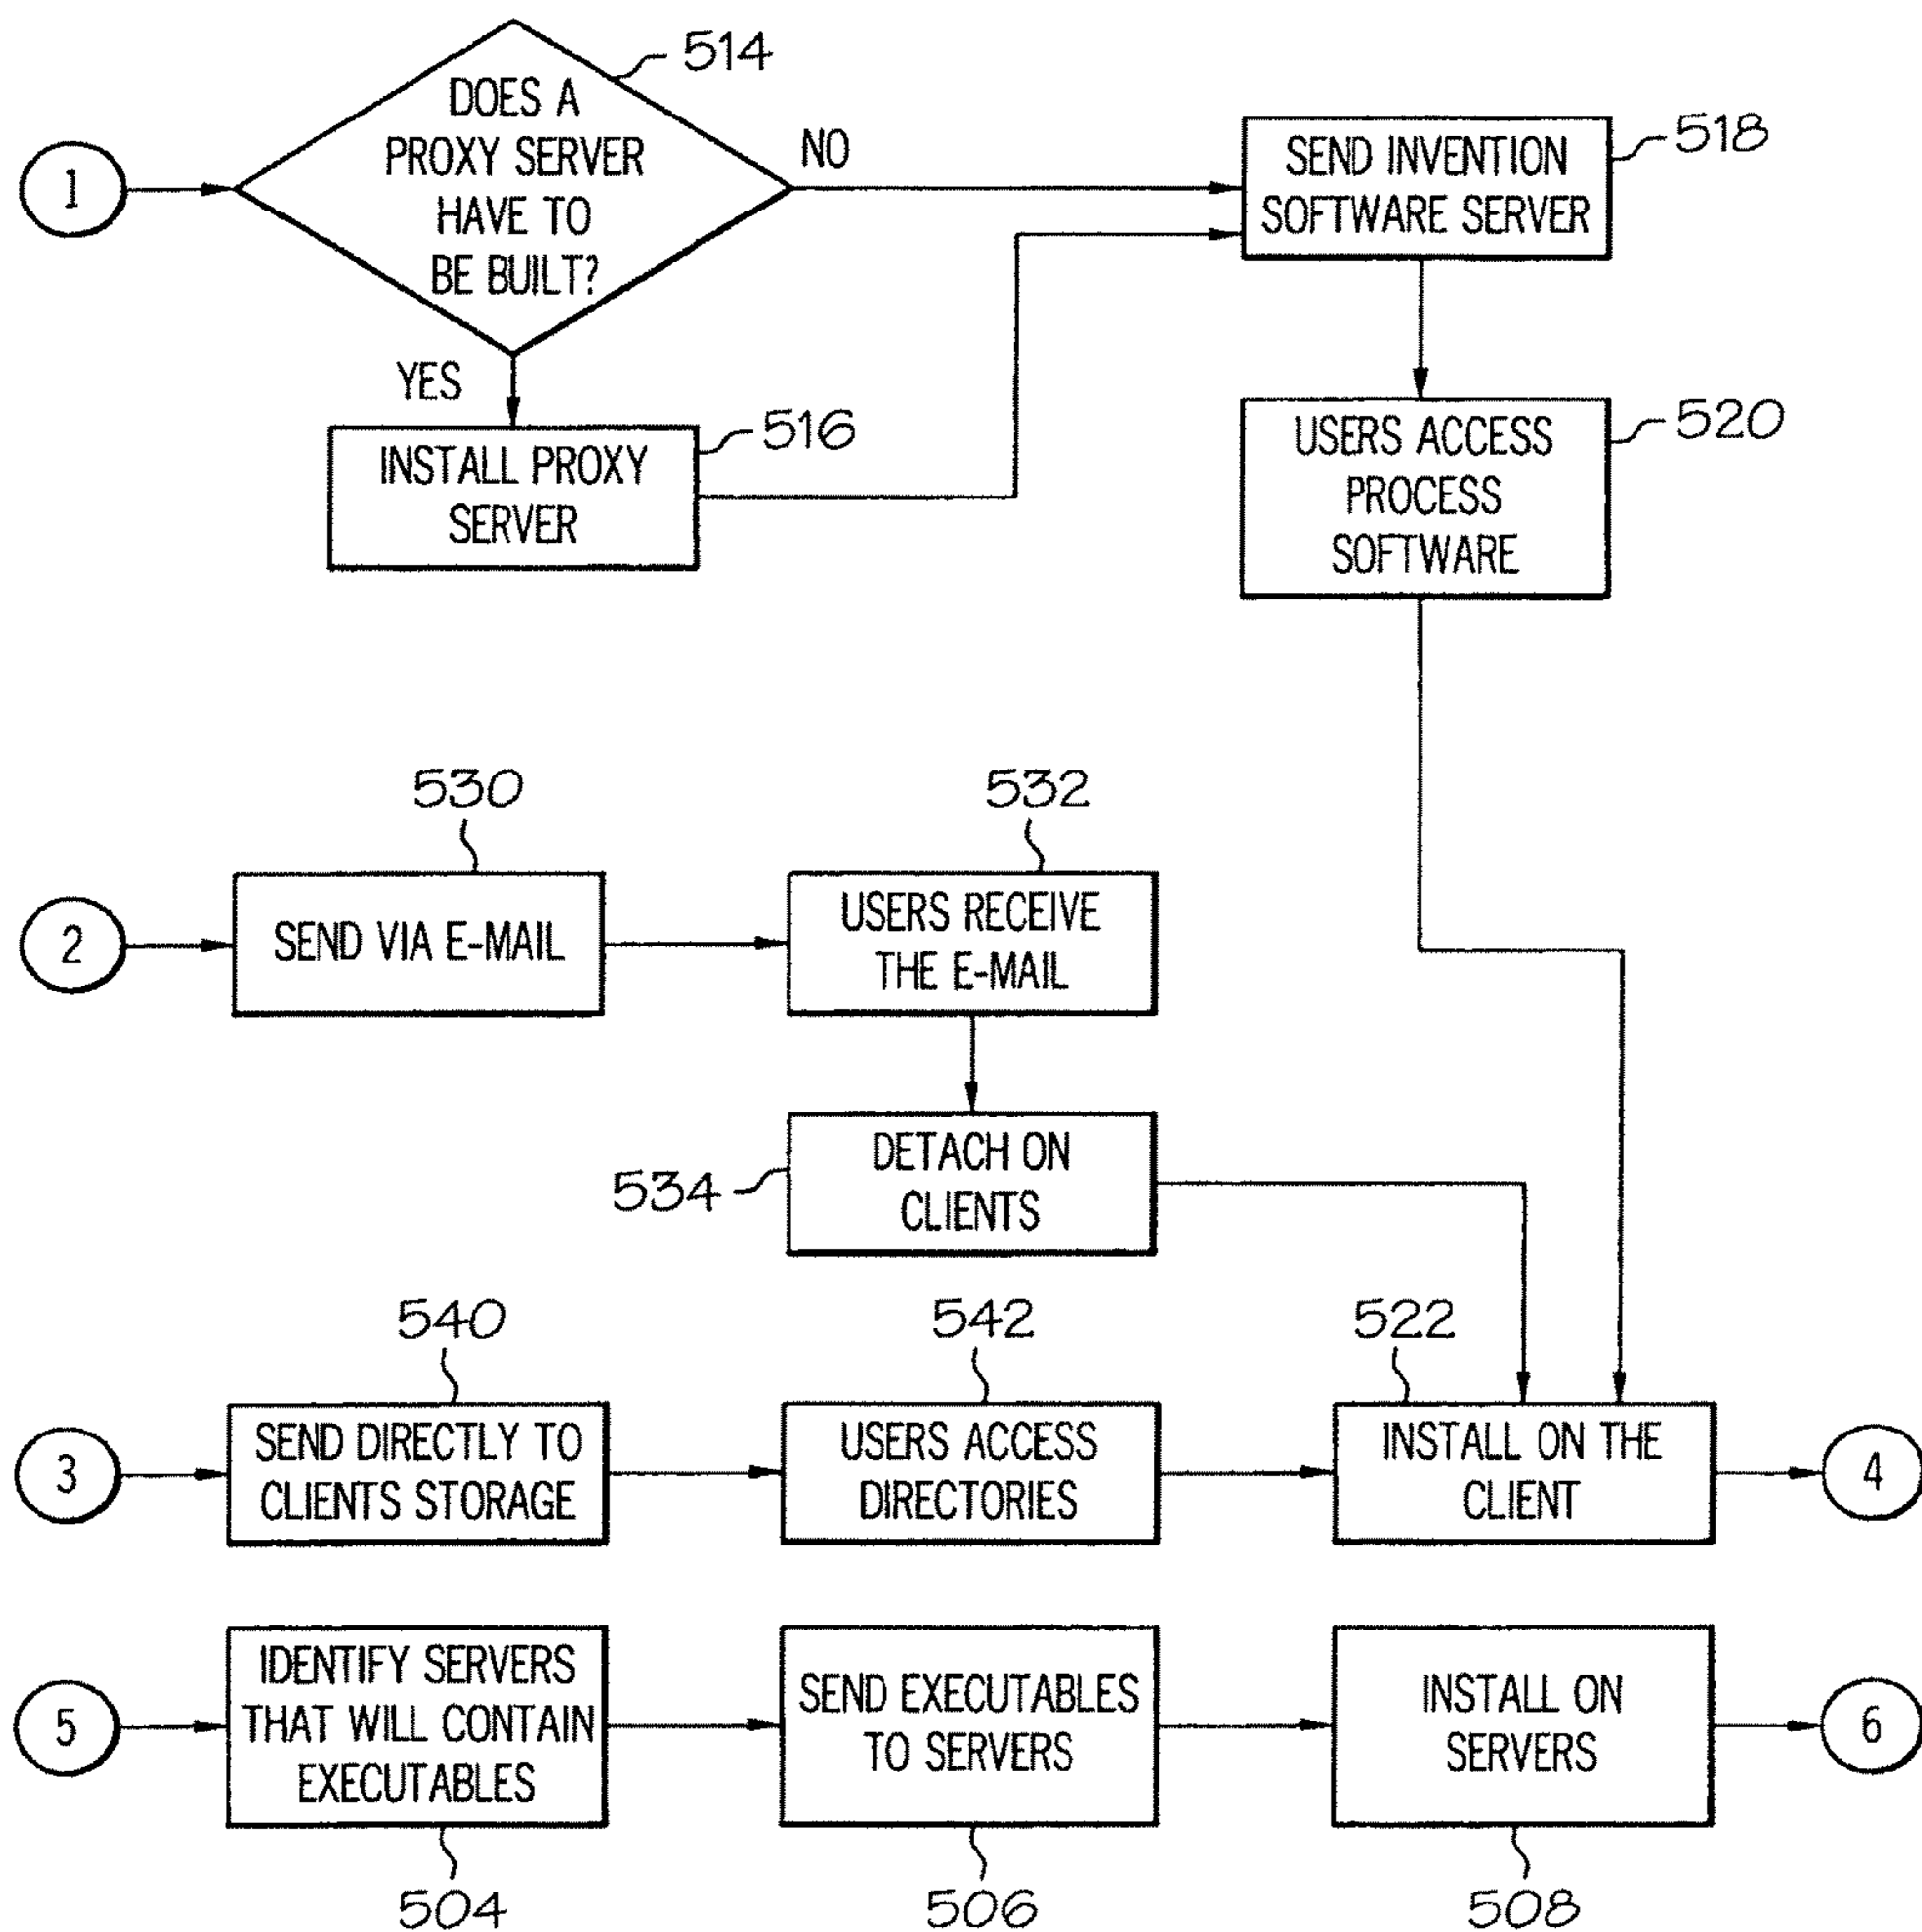 514
DOES A
PROXY SERVER
HAVE TO
BE BUILT?
1
NO
YES
SEND INVENTION
SOFTWARE SERVER
518
INSTALL PROXY
SERVER
516
USERS ACCESS
PROCESS
SOFTWARE
520
530
532
2
SEND VIA E-MAIL
USERS RECEIVE
THE E-MAIL
534
DETACH ON
CLIENTS
540
542
522
3
SEND DIRECTLY TO
CLIENTS STORAGE
USERS ACCESS
DIRECTORIES
INSTALL ON THE
CLIENT
4
5
IDENTIFY SERVERS
THAT WILL CONTAIN
EXECUTABLES
SEND EXECUTABLES
TO SERVERS
INSTALL ON
SERVERS
6
504
506
508